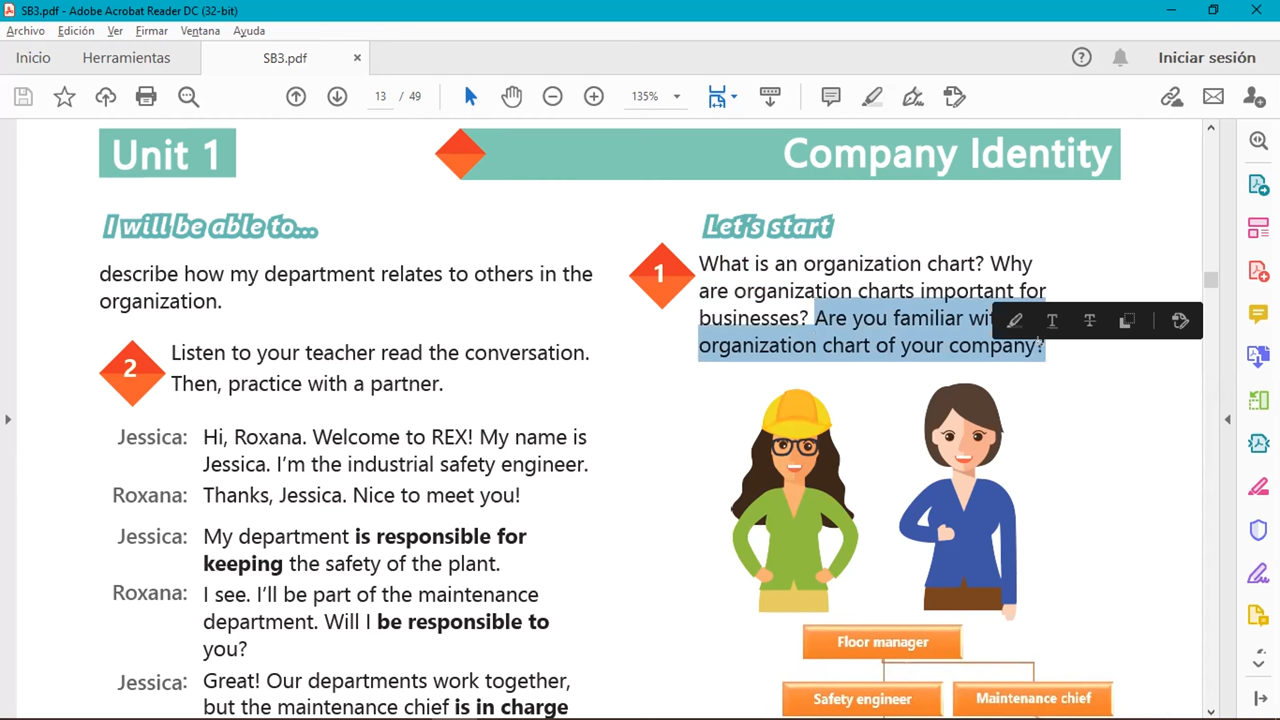 SB3.pdf - Adobe Acrobat Reader DC (32-bit)
Archivo Edición Ver Firmar Ventana Ayuda
Inicio Herramientas SB3.pdf × Iniciar sesión
13 / 49 135%
Unit 1
Company Identity
I will be able to...
describe how my department relates to others in the
organization.
2
Listen to your teacher read the conversation.
Then, practice with a partner.
Jessica: Hi, Roxana. Welcome to REX! My name is
Jessica. I'm the industrial safety engineer.
Roxana: Thanks, Jessica. Nice to meet you!
Jessica: My department is responsible for
keeping the safety of the plant.
Roxana: I see. I'll be part of the maintenance
department. Will I be responsible to
you?
Jessica: Great! Our departments work together,
but the maintenance chief is in charge
Let's start
1
What is an organization chart? Why
are organization charts important for
businesses? Are you familiar
organization chart of your company?
Floor manager
Safety engineer
Maintenance chief